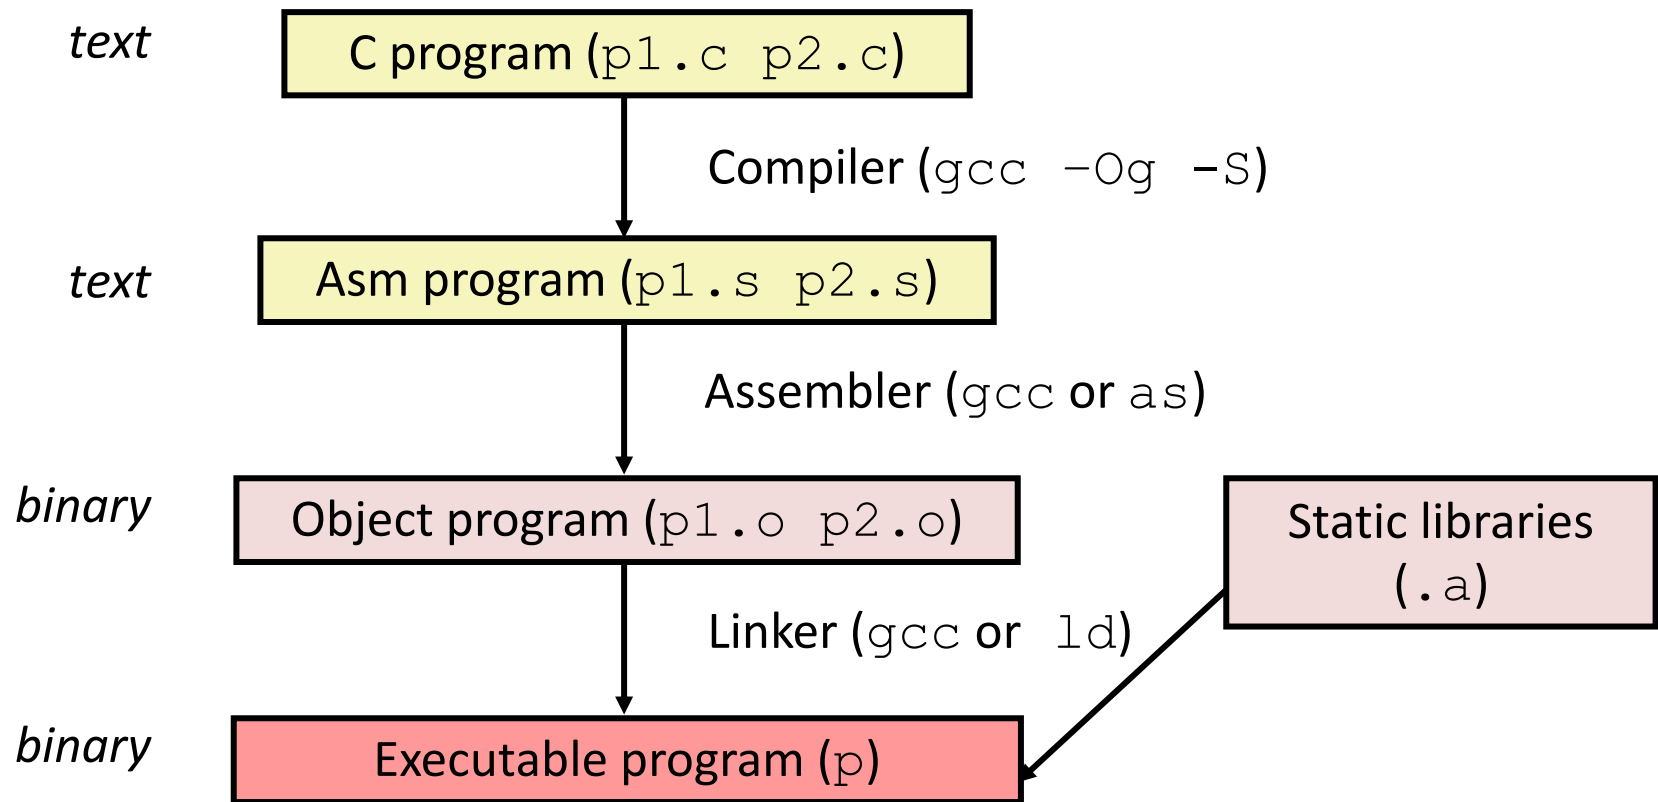 text
C program (p1.c p2.c)
Compiler (gcc –Og -S)
text
Asm program (p1.s p2.s)
Assembler (gcc or as)
binary
Object program (p1.o p2.o)
Static libraries
(.a)
Linker (gcc or ld)
binary
Executable program (p)